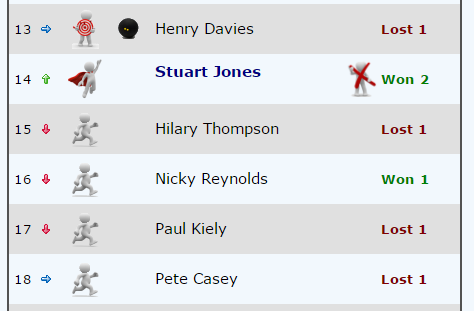 13 Henry Davies Lost 1
14 Stuart Jones Won 2
15 Hilary Thompson Lost 1
16 Nicky Reynolds Won 1
17 Paul Kiely Lost 1
18 Pete Casey Lost 1